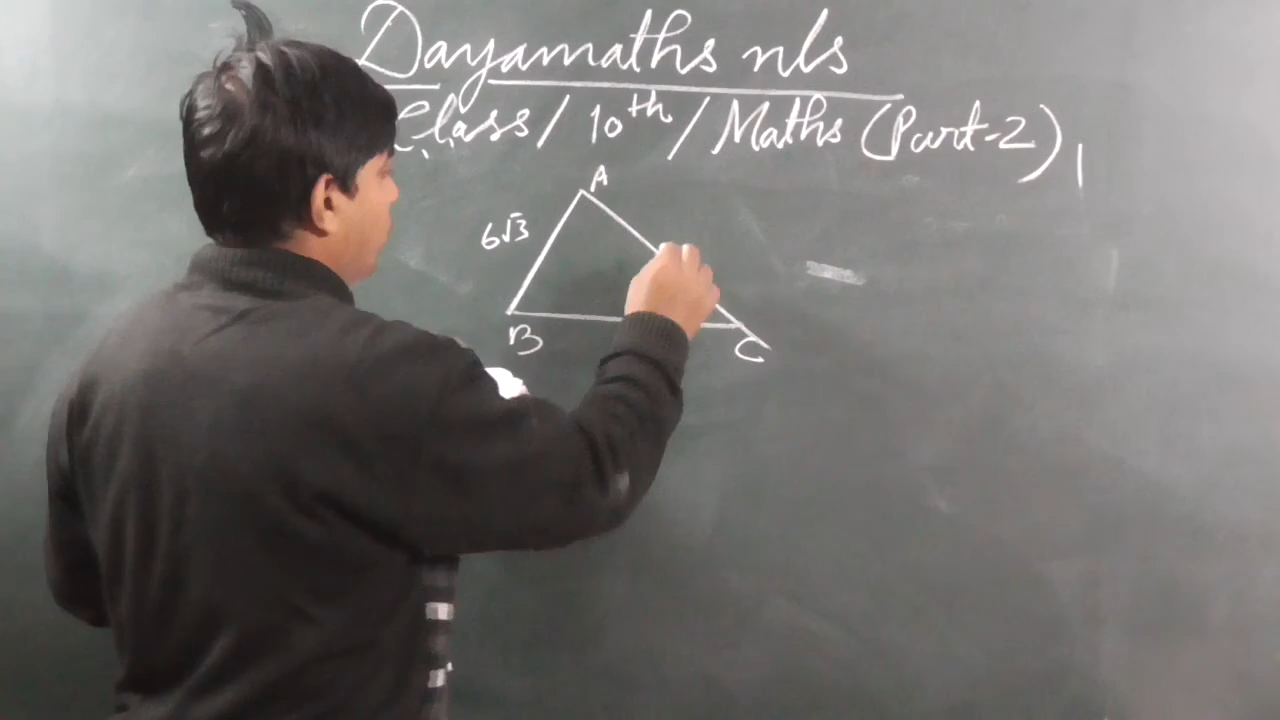 Dayamaths nls
Class / 10th / Maths (Part-2)
A
6√3
B
C